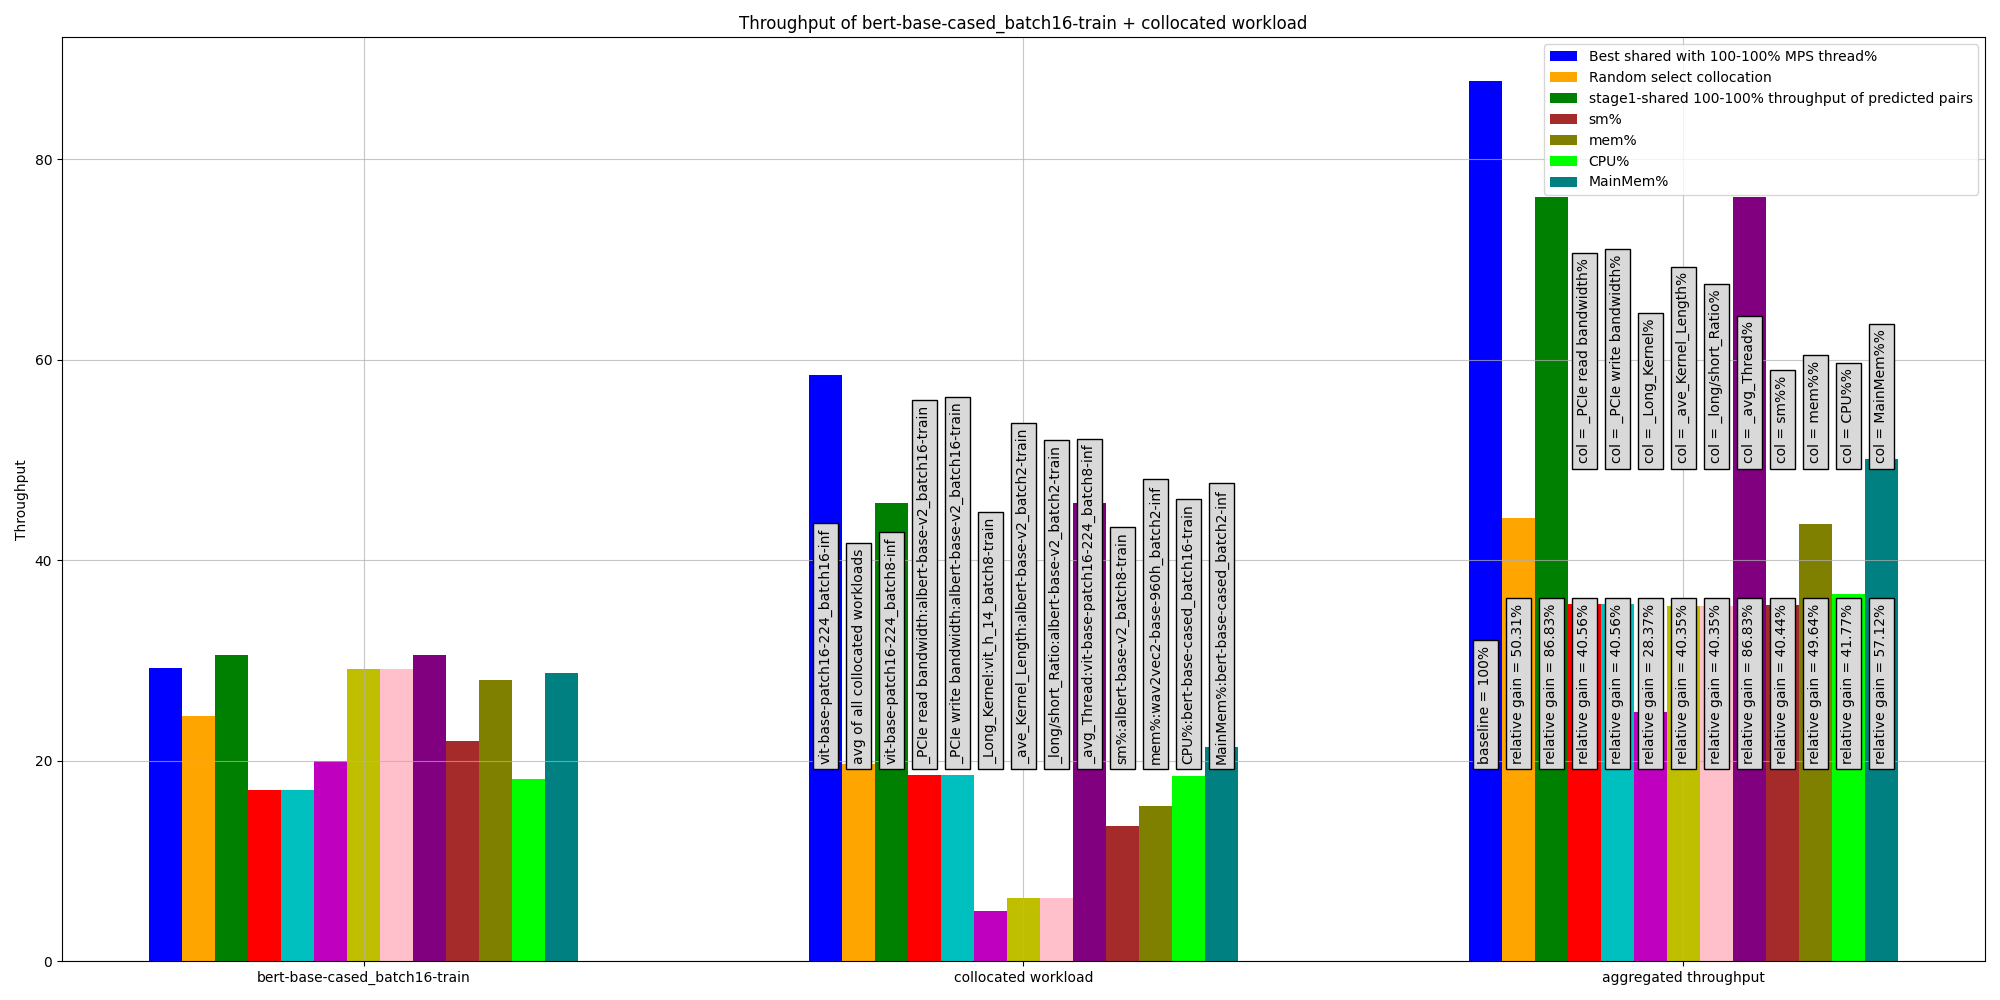 Throughput of bert-base-cased_batch16-train + collocated workload
Best shared with 100-100% MPS thread%
Random select collocation
stage1-shared 100-100% throughput of predicted pairs
sm%
mem%
CPU%
MainMem%
Throughput
80
60
40
20
0
vit-base-patch16-224_batch16-inf
avg of all collocated workloads
vit-base-patch16-224_batch8-inf
_PCIe read bandwidth:albert-base-v2_batch16-train
_PCIe write bandwidth:albert-base-v2_batch16-train
_Long_Kernel:vit_h_14_batch8-train
_ave_Kernel_Length:albert-base-v2_batch2-train
_long/short_Ratio:albert-base-v2_batch2-train
_avg_Thread:vit-base-patch16-224_batch8-inf
sm%:albert-base-v2_batch8-train
mem%:wav2vec2-base-960h_batch2-inf
CPU%:bert-base-cased_batch16-train
MainMem%:bert-base-cased_batch2-inf
col = _PCIe read bandwidth%
col = _PCIe write bandwidth%
col = _Long_Kernel%
col = _ave_Kernel_Length%
col = _long/short_Ratio%
col = _avg_Thread%
col = sm%%
col = mem%%
col = CPU%%
col = MainMem%%
baseline = 100%
relative gain = 50.31%
relative gain = 86.83%
relative gain = 40.56%
relative gain = 40.56%
relative gain = 28.37%
relative gain = 40.35%
relative gain = 40.35%
relative gain = 86.83%
relative gain = 40.44%
relative gain = 49.64%
relative gain = 41.77%
relative gain = 57.12%
bert-base-cased_batch16-train
collocated workload
aggregated throughput